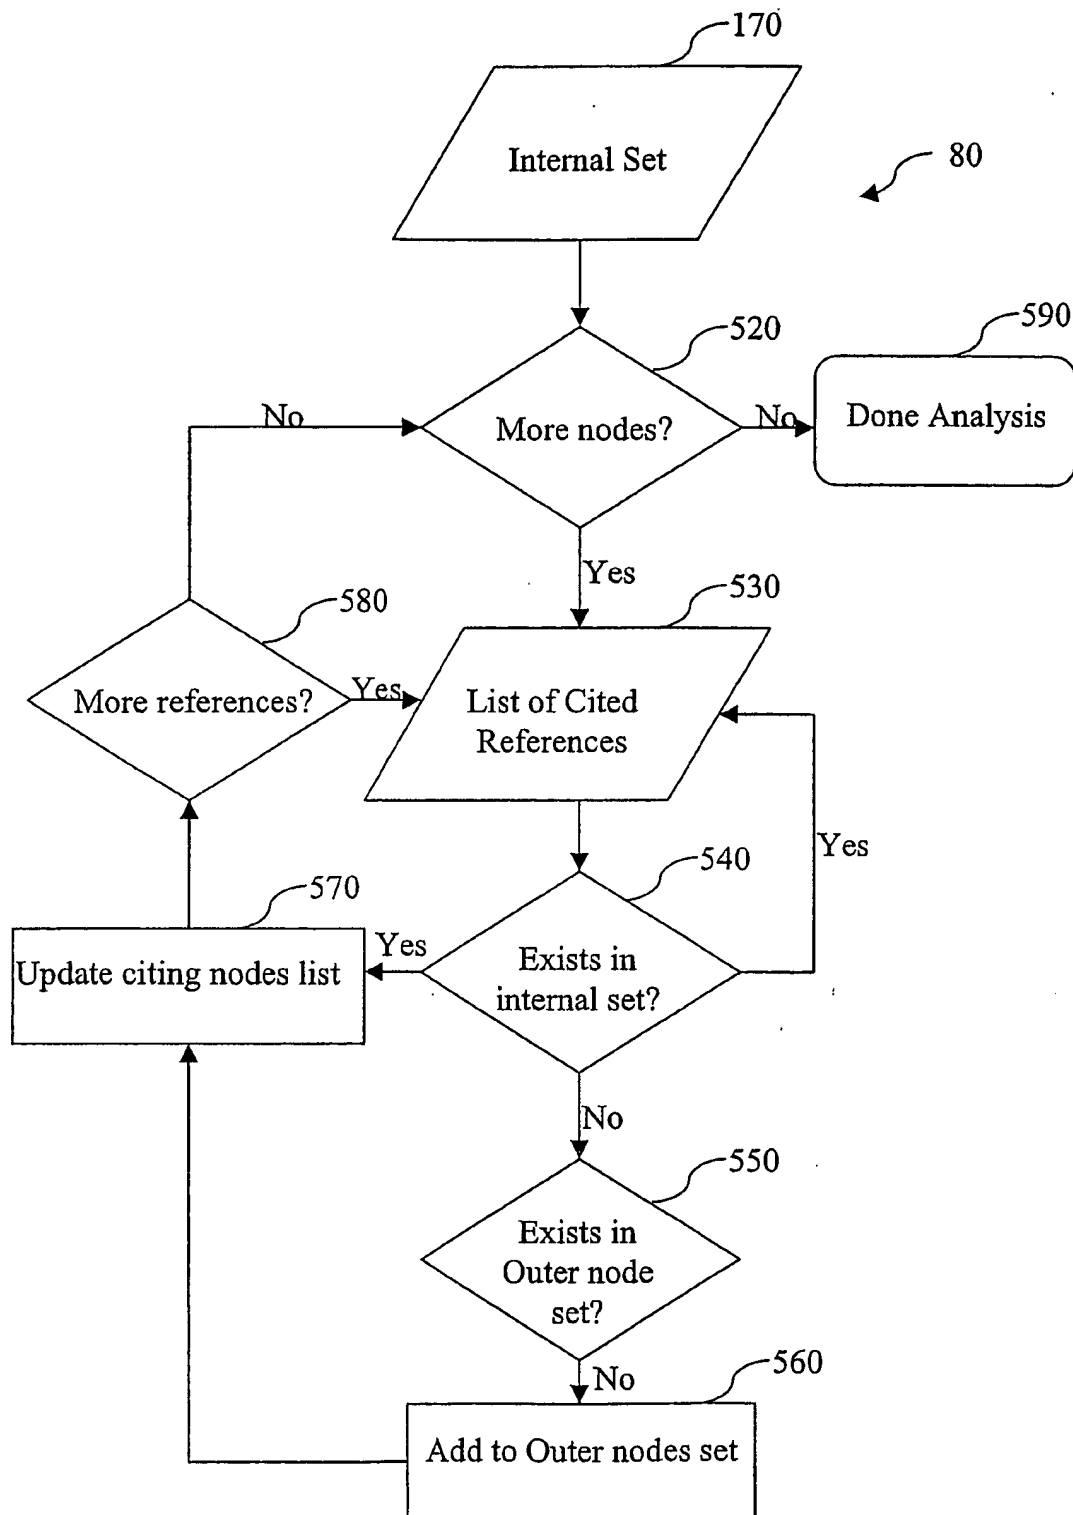 170
Internal Set
80
520
590
No
More nodes?
No
Done Analysis
Yes
580
530
More references?
Yes
List of Cited
References
540
Yes
570
Update citing nodes list
Yes
Exists in
internal set?
No
550
Exists in
Outer node
set?
No
560
Add to Outer nodes set